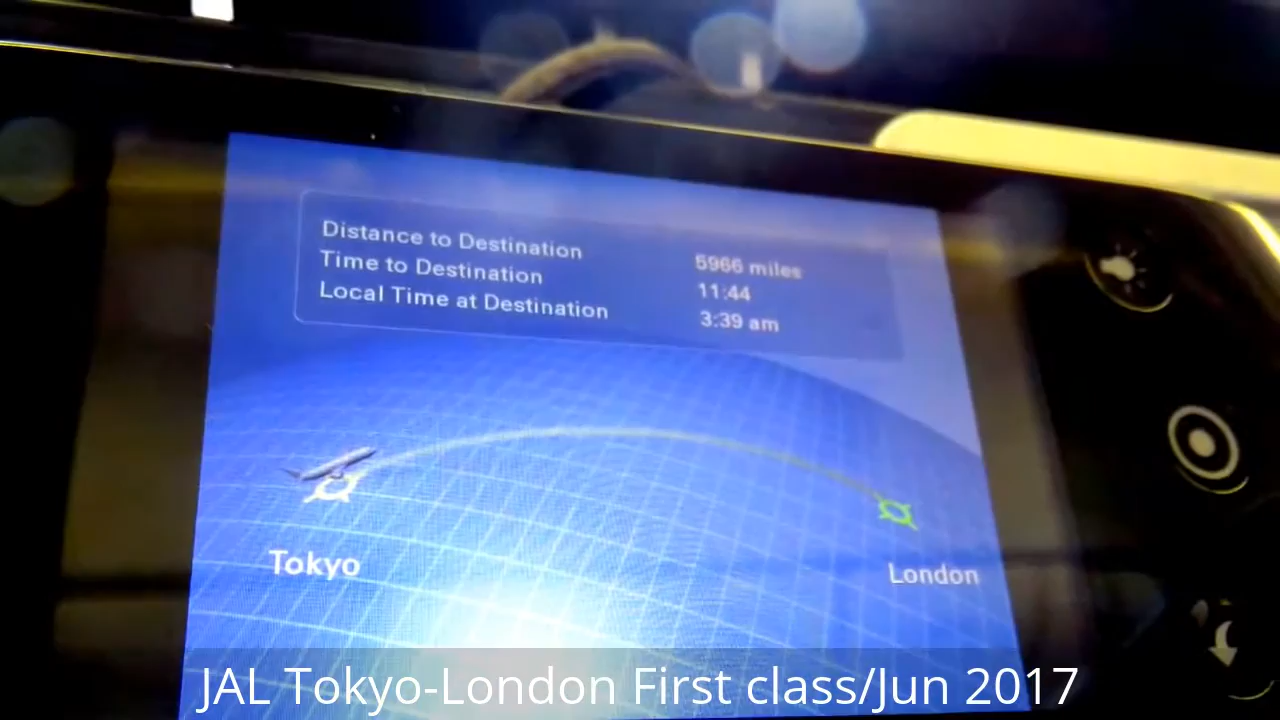 Distance to Destination 5966 miles
Time to Destination 11:44
Local Time at Destination 3:39 am
Tokyo
London
JAL Tokyo-London First class/Jun 2017